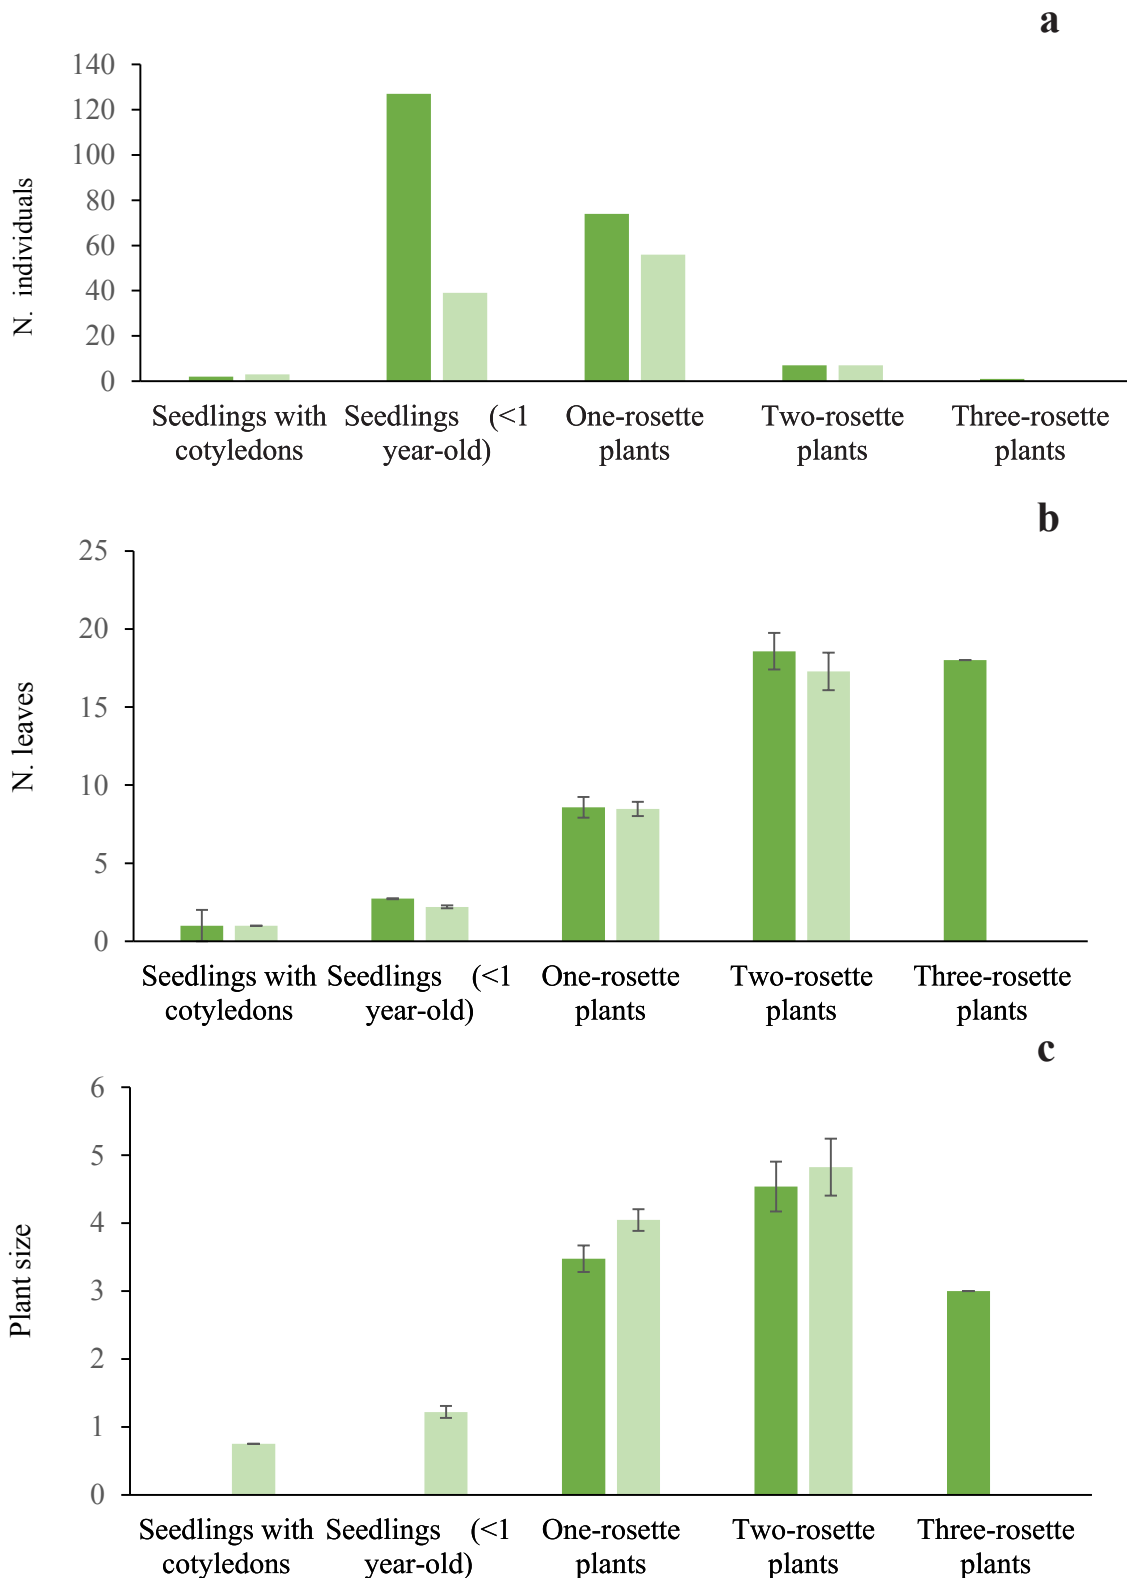 a
140
120
100
80
60
40
20
0
N. individuals
Seedlings with Seedlings (<1 One-rosette Two-rosette Three-rosette
cotyledons year-old) plants plants plants
b
25
20
15
10
5
0
N. leaves
Seedlings with Seedlings (<1 One-rosette Two-rosette Three-rosette
cotyledons year-old) plants plants plants
c
6
5
4
3
2
1
0
Plant size
Seedlings with Seedlings (<1 One-rosette Two-rosette Three-rosette
cotyledons year-old) plants plants plants